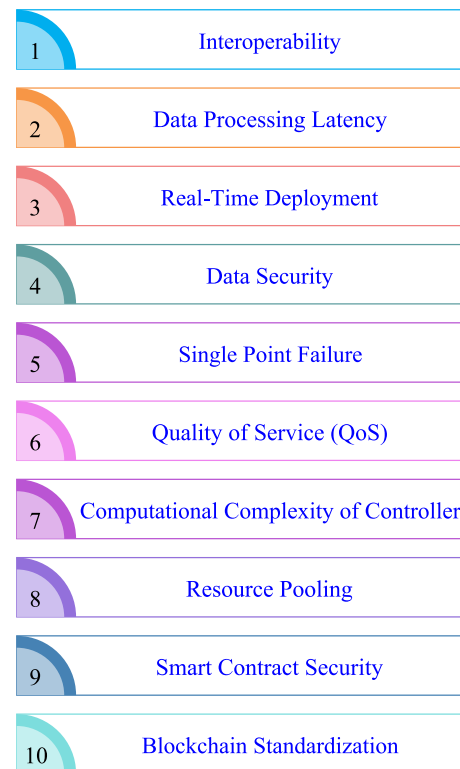 1 Interoperability
2 Data Processing Latency
3 Real-Time Deployment
4 Data Security
5 Single Point Failure
6 Quality of Service (QoS)
7 Computational Complexity of Controller
8 Resource Pooling
9 Smart Contract Security
10 Blockchain Standardization